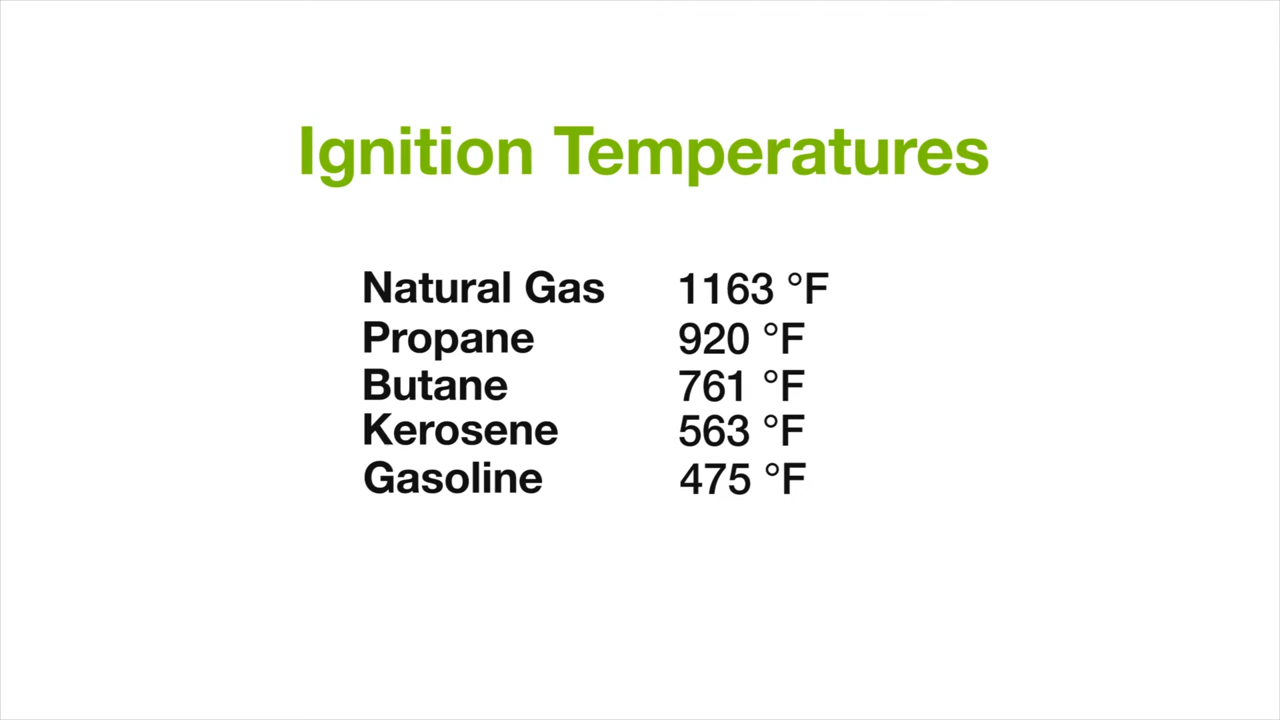 Ignition Temperatures
Natural Gas 1163 °F
Propane 920 °F
Butane 761 °F
Kerosene 563 °F
Gasoline 475 °F